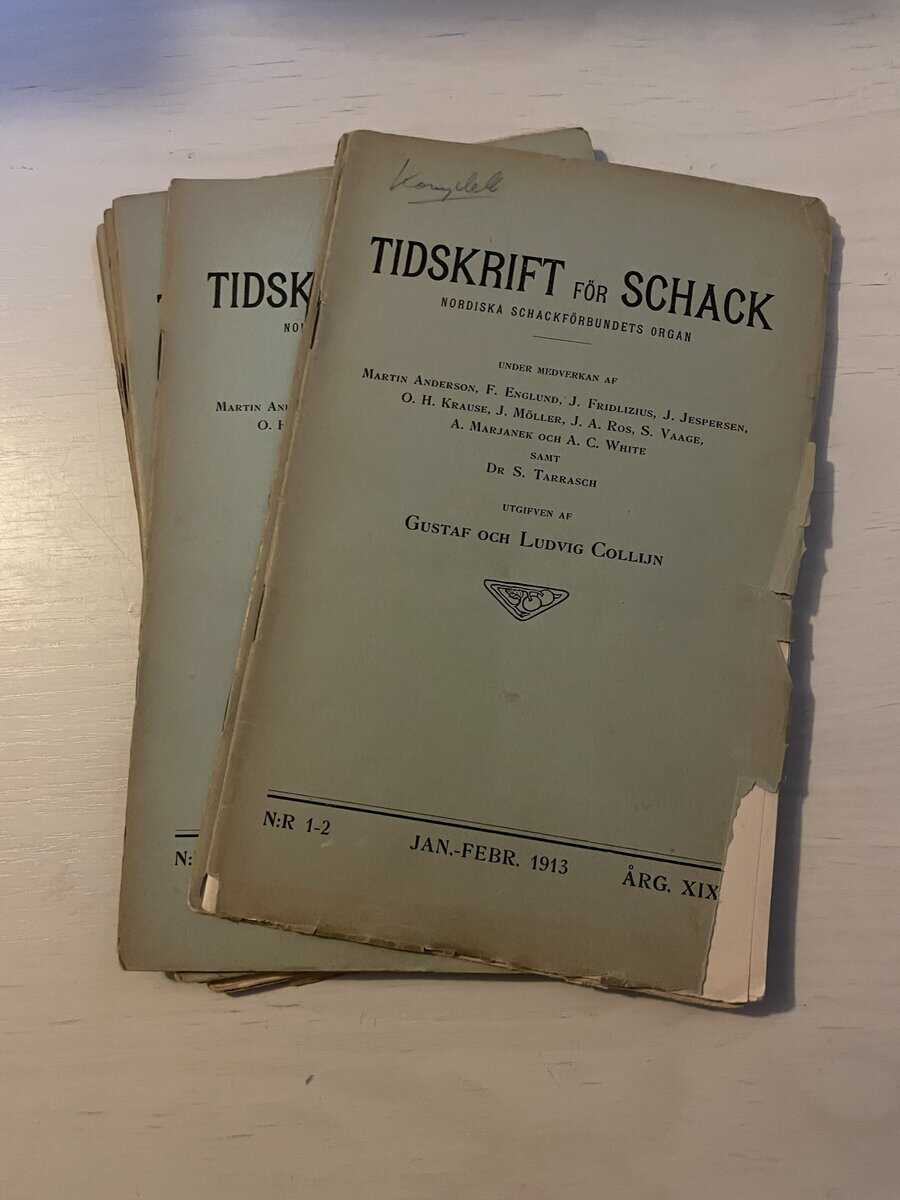 Komplett
TIDSKRIFT FÖR SCHACK
NORDISKA SCHACKFÖRBUNDETS ORGAN
UNDER MEDVERKAN AF
MARTIN ANDERSON, F. ENGLUND, J. FRIDLIZIUS, J. JESPERSEN,
O. H. KRAUSE, J. MÖLLER, J. A. ROS, S. VAAGE,
A. MARJANEK OCH A. C. WHITE
SAMT
DR S. TARRASCH
UTGIFVEN AF
GUSTAF OCH LUDVIG COLLIJN
N:R 1-2 JAN.-FEBR. 1913 ÅRG. XIX
TIDSK
NO
MARTIN AN
O. H
N:
T